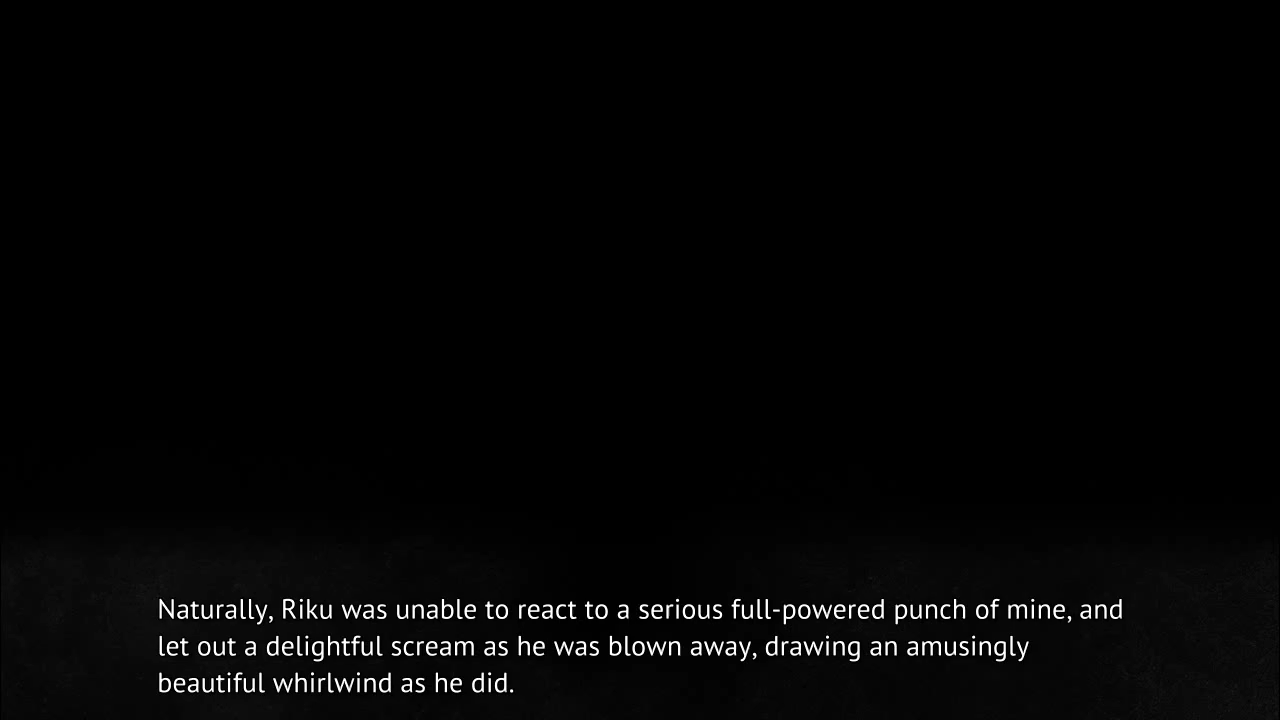 Naturally, Riku was unable to react to a serious full-powered punch of mine, and
let out a delightful scream as he was blown away, drawing an amusingly
beautiful whirlwind as he did.